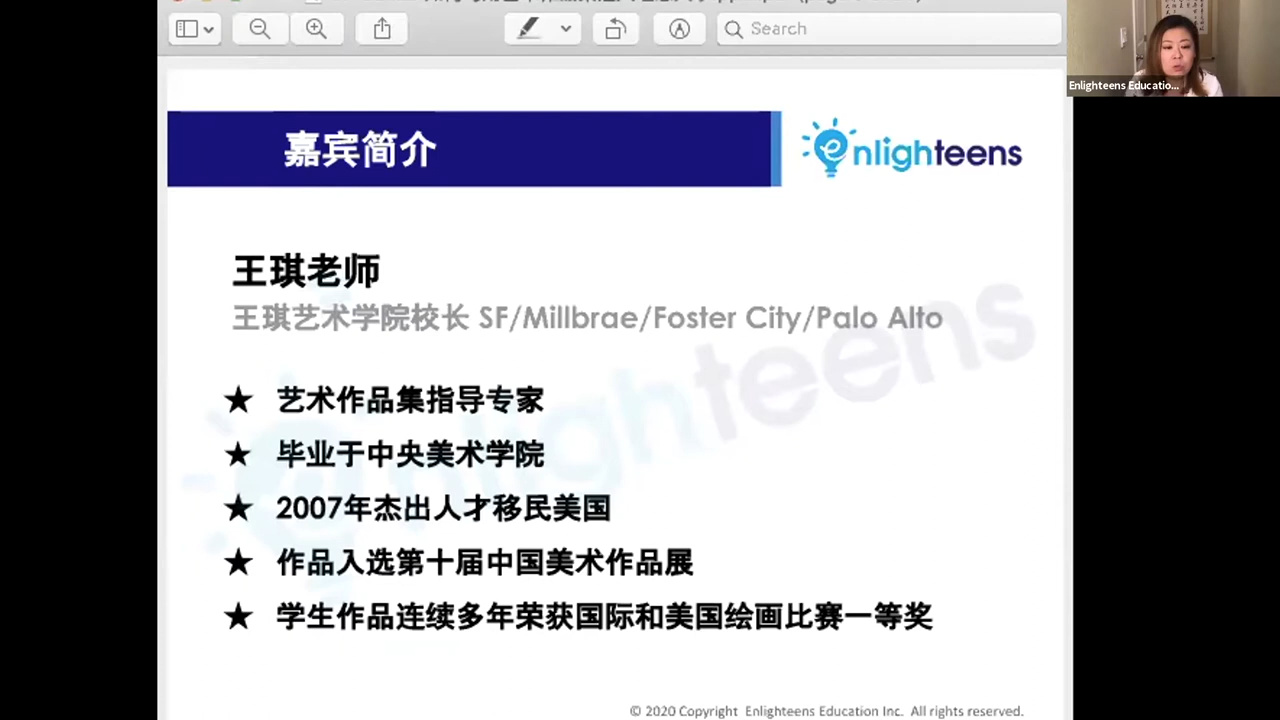 Search
Enlighteens Educatio...
嘉宾简介
enlighteens
王琪老师
王琪艺术学院校长 SF/Millbrae/Foster City/Palo Alto
★ 艺术作品集指导专家
★ 毕业于中央美术学院
★ 2007年杰出人才移民美国
★ 作品入选第十届中国美术作品展
★ 学生作品连续多年荣获国际和美国绘画比赛一等奖
enlighteens
© 2020 Copyright Enlighteens Education Inc. All rights reserved.